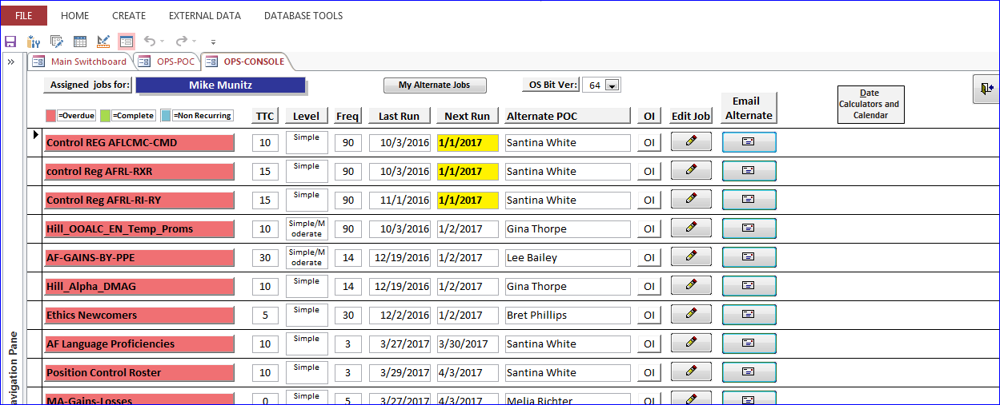 FILE HOME CREATE EXTERNAL DATA DATABASE TOOLS
Main Switchboard OPS-POC OPS-CONSOLE
Assigned jobs for: Mike Munitz My Alternate Jobs OS Bit Ver: 64
Date
Calculators and
Calendar
=Overdue =Complete =Non Recurring TTC Level Freq Last Run Next Run Alternate POC OI Edit Job Email
Alternate
Control REG AFLCMC-CMD 10 Simple 90 10/3/2016 1/1/2017 Santina White OI
control Reg AFRL-RXR 15 Simple 90 10/3/2016 1/1/2017 Santina White OI
Control Reg AFRL-RI-RY 15 Simple 90 11/1/2016 1/1/2017 Santina White OI
Hill_OOALC_EN_Temp_Proms 10 Simple/M
oderate 90 10/3/2016 1/2/2017 Gina Thorpe OI
AF-GAINS-BY-PPE 30 Simple/M
oderate 14 12/19/2016 1/2/2017 Lee Bailey OI
Hill_Alpha_DMAG 10 Simple 14 12/19/2016 1/2/2017 Gina Thorpe OI
Ethics Newcomers 5 Simple 30 12/2/2016 1/2/2017 Bret Phillips OI
AF Language Proficiencies 10 Simple 3 3/27/2017 3/30/2017 Santina White OI
Position Control Roster 10 Simple 3 3/29/2017 4/3/2017 Santina White OI
MA-Gains-Losses 0 Simple 5 3/27/2017 4/3/2017 Melia Richter OI
avigation Pane